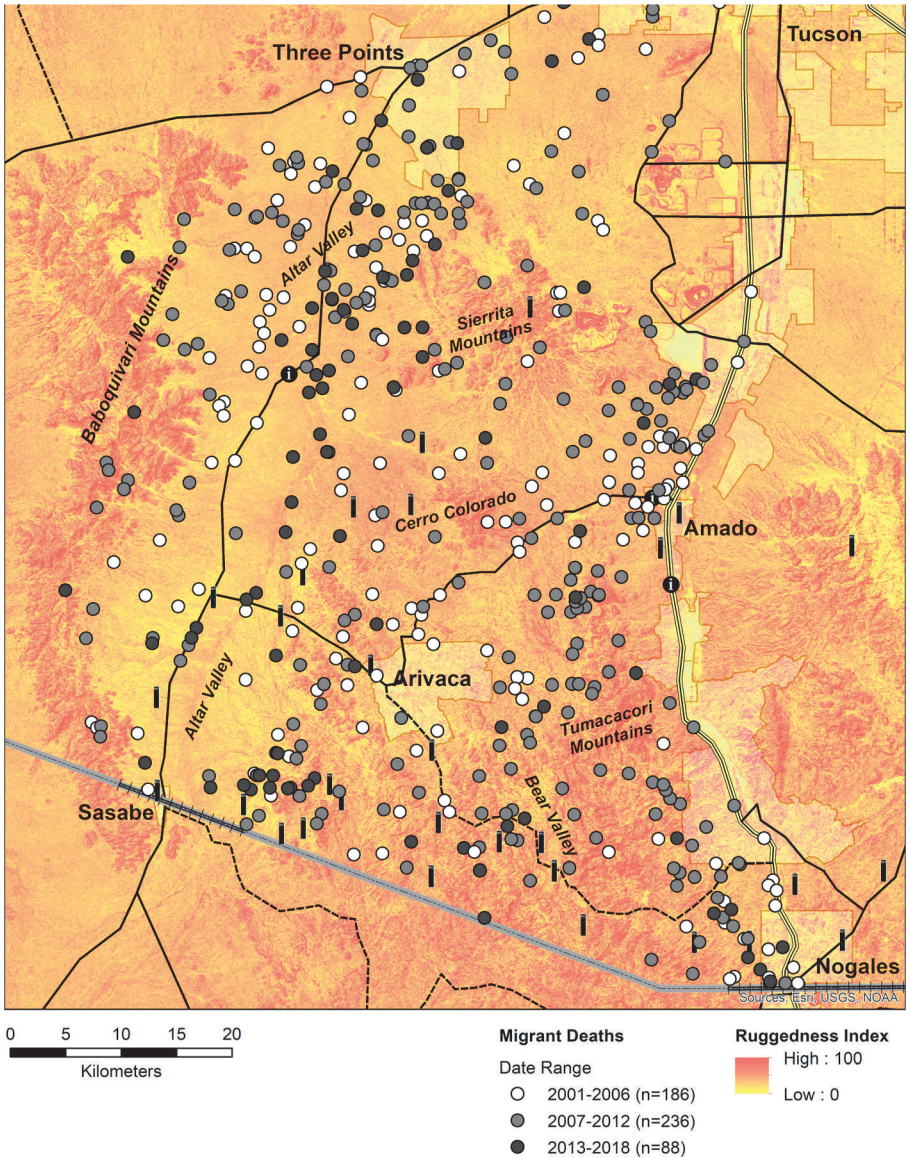 Three Points
Tucson
Altar Valley
Baboquivari Mountains
Sierrita
Mountains
i
Cerro Colorado
Amado
i
i
Arivaca
Altar Valley
Tumacacori
Mountains
Bear Valley
Sasabe
Nogales
Sources: Esri, USGS, NOAA
0 5 10 15 20
Kilometers
Migrant Deaths
Date Range
2001-2006 (n=186)
2007-2012 (n=236)
2013-2018 (n=88)
Ruggedness Index
High : 100
Low : 0